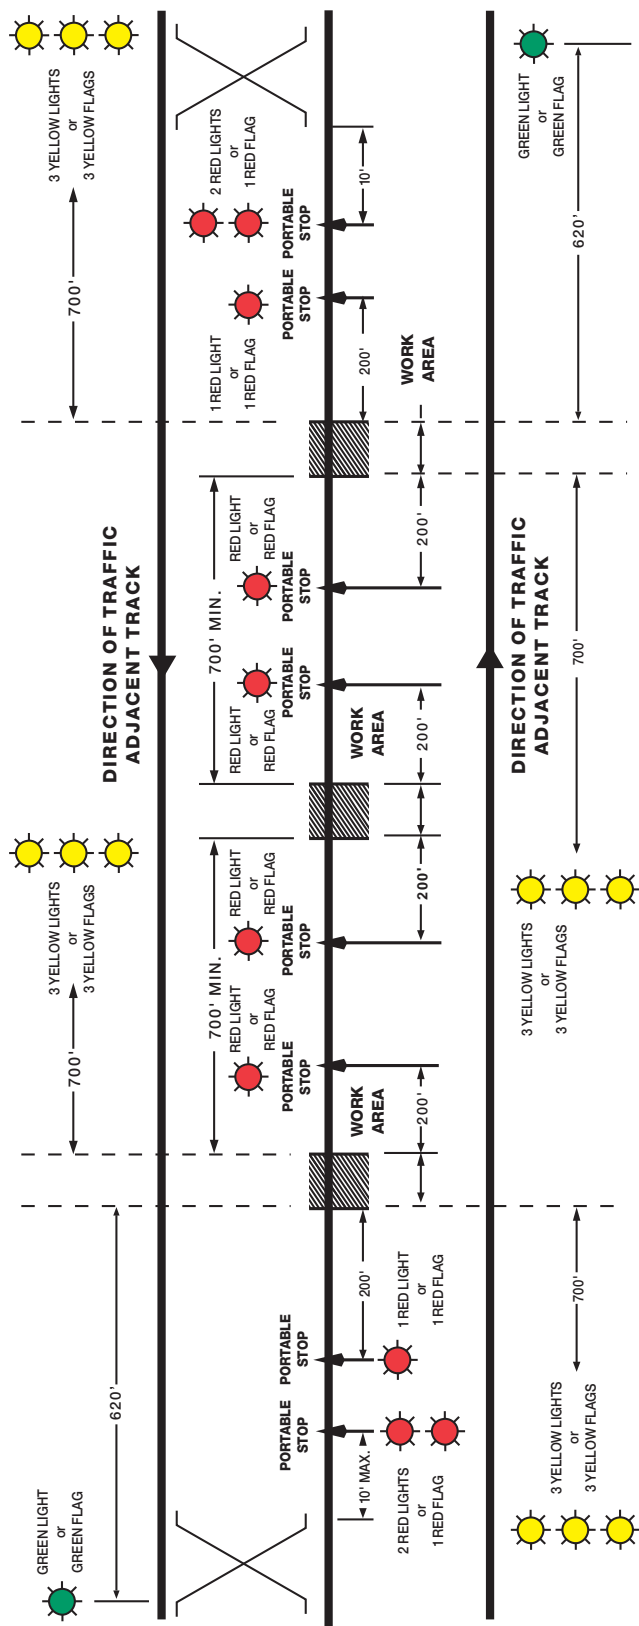 3 YELLOW LIGHTS
or
3 YELLOW FLAGS
700'
2 RED LIGHTS
or
1 RED FLAG
PORTABLE
STOP
10'
GREEN LIGHT
or
GREEN FLAG
620'
1 RED LIGHT
or
1 RED FLAG
PORTABLE
STOP
200'
WORK
AREA
DIRECTION OF TRAFFIC
ADJACENT TRACK
700' MIN.
RED LIGHT
or
RED FLAG
PORTABLE
STOP
200'
RED LIGHT
or
RED FLAG
PORTABLE
STOP
WORK
AREA
200'
DIRECTION OF TRAFFIC
ADJACENT TRACK
700'
3 YELLOW LIGHTS
or
3 YELLOW FLAGS
700'
700' MIN.
RED LIGHT
or
RED FLAG
PORTABLE
STOP
200'
RED LIGHT
or
RED FLAG
PORTABLE
STOP
WORK
AREA
200'
3 YELLOW LIGHTS
or
3 YELLOW FLAGS
620'
GREEN LIGHT
or
GREEN FLAG
PORTABLE
STOP
200'
1 RED LIGHT
or
1 RED FLAG
PORTABLE
STOP
10' MAX.
2 RED LIGHTS
or
1 RED FLAG
700'
3 YELLOW LIGHTS
or
3 YELLOW FLAGS